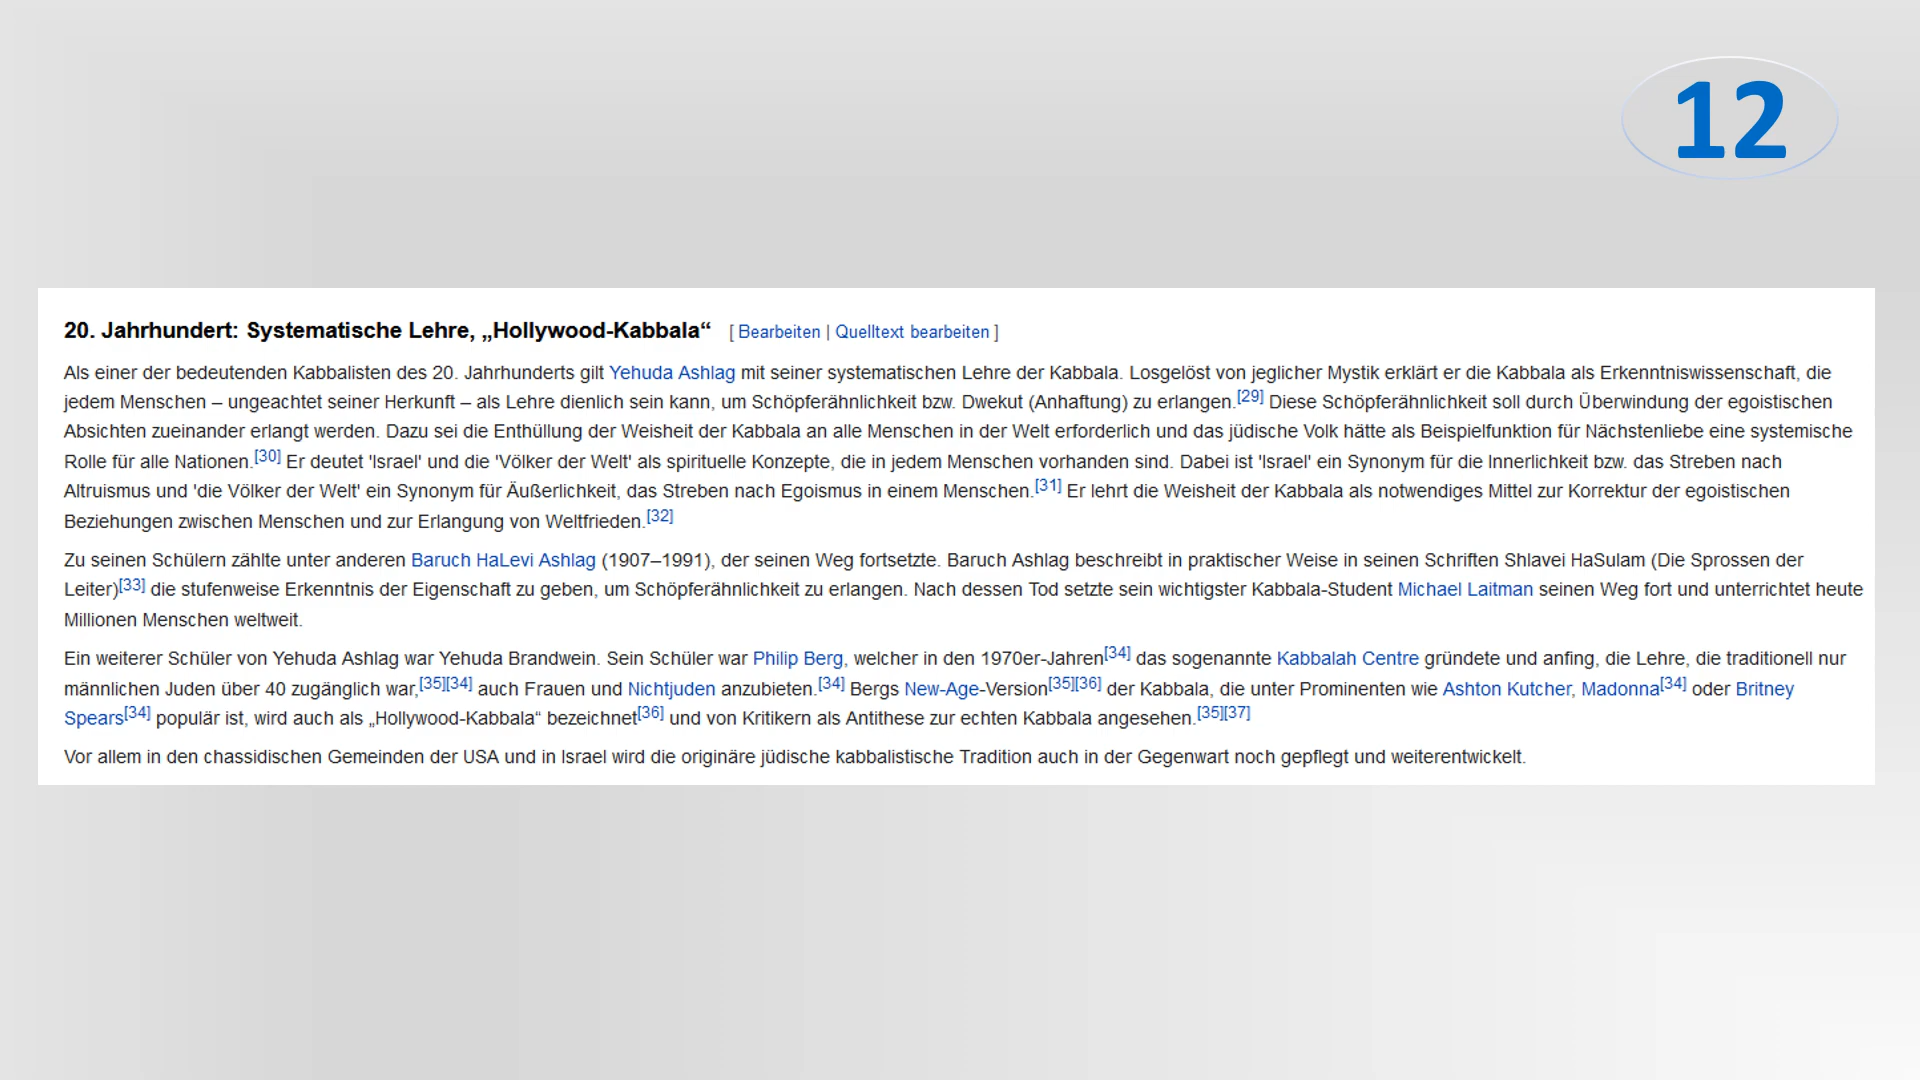 12
20. Jahrhundert: Systematische Lehre, „Hollywood-Kabbala“ [ Bearbeiten | Quelltext bearbeiten ]
Als einer der bedeutenden Kabbalisten des 20. Jahrhunderts gilt Yehuda Ashlag mit seiner systematischen Lehre der Kabbala. Losgelöst von jeglicher Mystik erklärt er die Kabbala als Erkenntniswissenschaft, die
jedem Menschen – ungeachtet seiner Herkunft – als Lehre dienlich sein kann, um Schöpferähnlichkeit bzw. Dwekut (Anhaftung) zu erlangen.[29] Diese Schöpferähnlichkeit soll durch Überwindung der egoistischen
Absichten zueinander erlangt werden. Dazu sei die Enthüllung der Weisheit der Kabbala an alle Menschen in der Welt erforderlich und das jüdische Volk hätte als Beispielfunktion für Nächstenliebe eine systemische
Rolle für alle Nationen.[30] Er deutet 'Israel' und die 'Völker der Welt' als spirituelle Konzepte, die in jedem Menschen vorhanden sind. Dabei ist 'Israel' ein Synonym für die Innerlichkeit bzw. das Streben nach
Altruismus und 'die Völker der Welt' ein Synonym für Äußerlichkeit, das Streben nach Egoismus in einem Menschen.[31] Er lehrt die Weisheit der Kabbala als notwendiges Mittel zur Korrektur der egoistischen
Beziehungen zwischen Menschen und zur Erlangung von Weltfrieden.[32]
Zu seinen Schülern zählte unter anderen Baruch HaLevi Ashlag (1907–1991), der seinen Weg fortsetzte. Baruch Ashlag beschreibt in praktischer Weise in seinen Schriften Shlavei HaSulam (Die Sprossen der
Leiter)[33] die stufenweise Erkenntnis der Eigenschaft zu geben, um Schöpferähnlichkeit zu erlangen. Nach dessen Tod setzte sein wichtigster Kabbala-Student Michael Laitman seinen Weg fort und unterrichtet heute
Millionen Menschen weltweit.
Ein weiterer Schüler von Yehuda Ashlag war Yehuda Brandwein. Sein Schüler war Philip Berg, welcher in den 1970er-Jahren[34] das sogenannte Kabbalah Centre gründete und anfing, die Lehre, die traditionell nur
männlichen Juden über 40 zugänglich war,[35][34] auch Frauen und Nichtjuden anzubieten.[34] Bergs New-Age-Version[35][36] der Kabbala, die unter Prominenten wie Ashton Kutcher, Madonna[34] oder Britney
Spears[34] populär ist, wird auch als „Hollywood-Kabbala“ bezeichnet[36] und von Kritikern als Antithese zur echten Kabbala angesehen.[35][37]
Vor allem in den chassidischen Gemeinden der USA und in Israel wird die originäre jüdische kabbalistische Tradition auch in der Gegenwart noch gepflegt und weiterentwickelt.